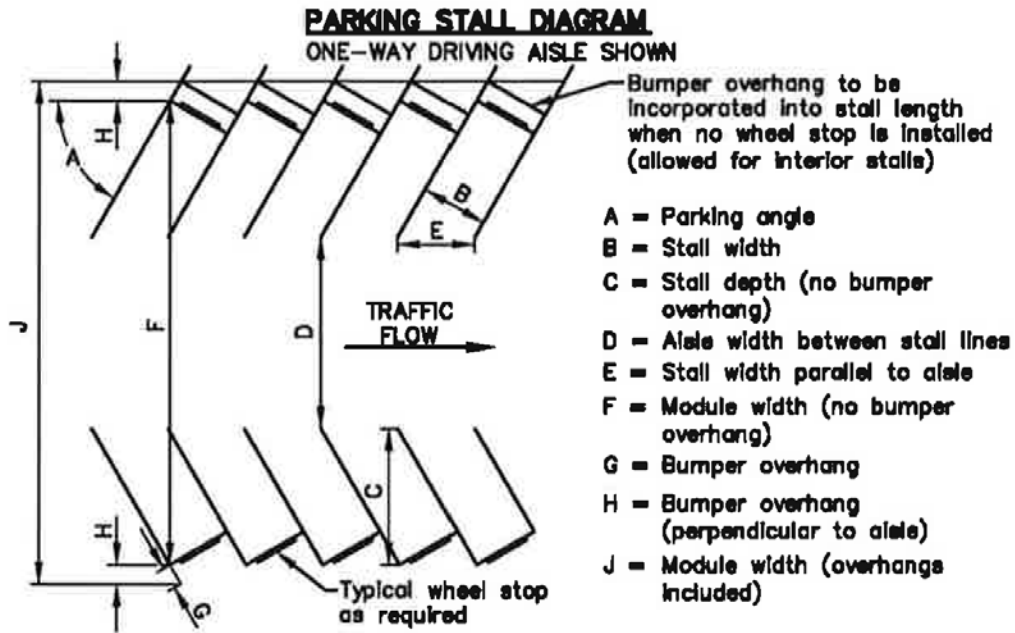 PARKING STALL DIAGRAM
ONE-WAY DRIVING AISLE SHOWN
Bumper overhang to be
incorporated into stall length
when no wheel stop is installed
(allowed for interior stalls)
H
A
B
E
J
F
D
TRAFFIC
FLOW
C
H
G
Typical wheel stop
as required
A = Parking angle
B = Stall width
C = Stall depth (no bumper
overhang)
D = Aisle width between stall lines
E = Stall width parallel to aisle
F = Module width (no bumper
overhang)
G = Bumper overhang
H = Bumper overhang
(perpendicular to aisle)
J = Module width (overhangs
included)